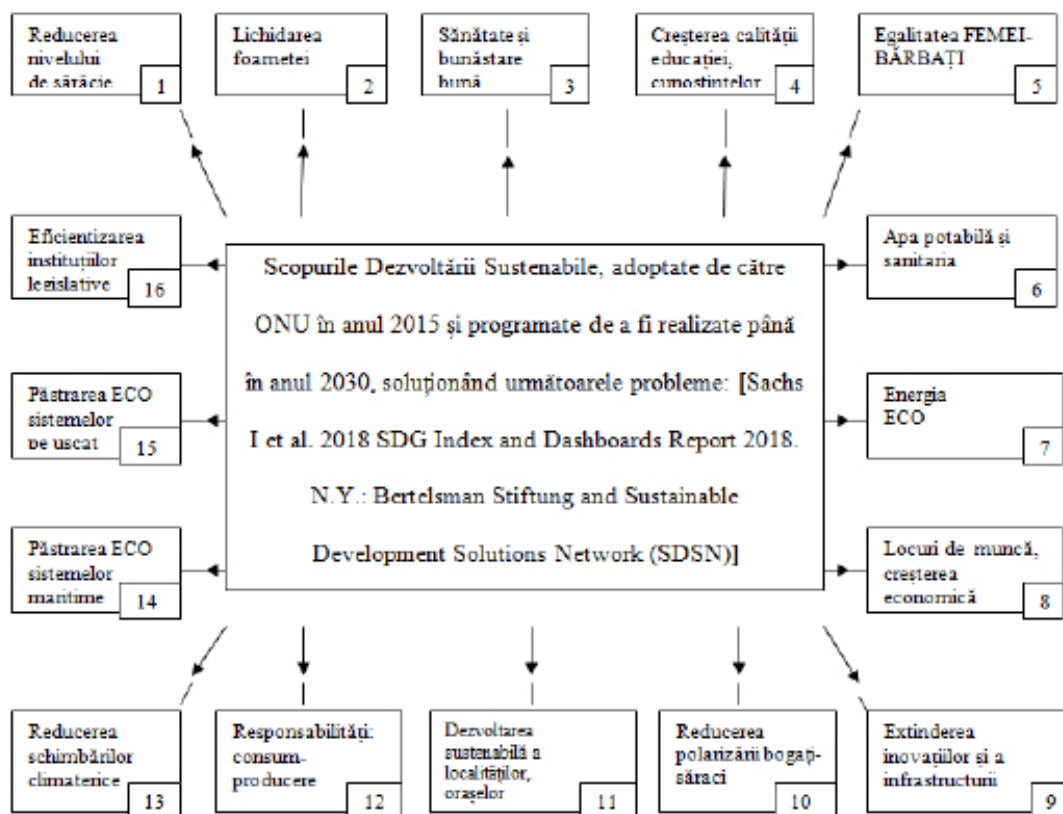 Reducerea
nivelului
de sărăcie
1
Lichidarea
foametei
2
Sănătate și
bunăstare
bună
3
Creșterea calității
educației,
cunostintelor
4
Egalitatea FEMEI-
BĂRBAȚI
5
Eficientizarea
instituțiilor
legislative
16
Apa potabilă și
sanitaria
6
Scopurile Dezvoltării Sustenabile, adoptate de către
ONU în anul 2015 și programate de a fi realizate până
în anul 2030, soluționând următoarele probleme: [Sachs
I et al. 2018 SDG Index and Dashboards Report 2018.
N.Y.: Bertelsman Stiftung and Sustainable
Development Solutions Network (SDSN)]
Păstrarea ECO
sistemelor
pe uscat
15
Energia
ECO
7
Păstrarea ECO
sistemelor
maritime
14
Locuri de muncă,
creșterea
economică
8
Reducerea
schimbărilor
climaterice
13
Responsabilități:
consum-
producere
12
Dezvoltarea
sustenabilă a
localităților,
orașelor
11
Reducerea
polarizării bogați-
săraci
10
Extinderea
inovațiilor și a
infrastructurii
9